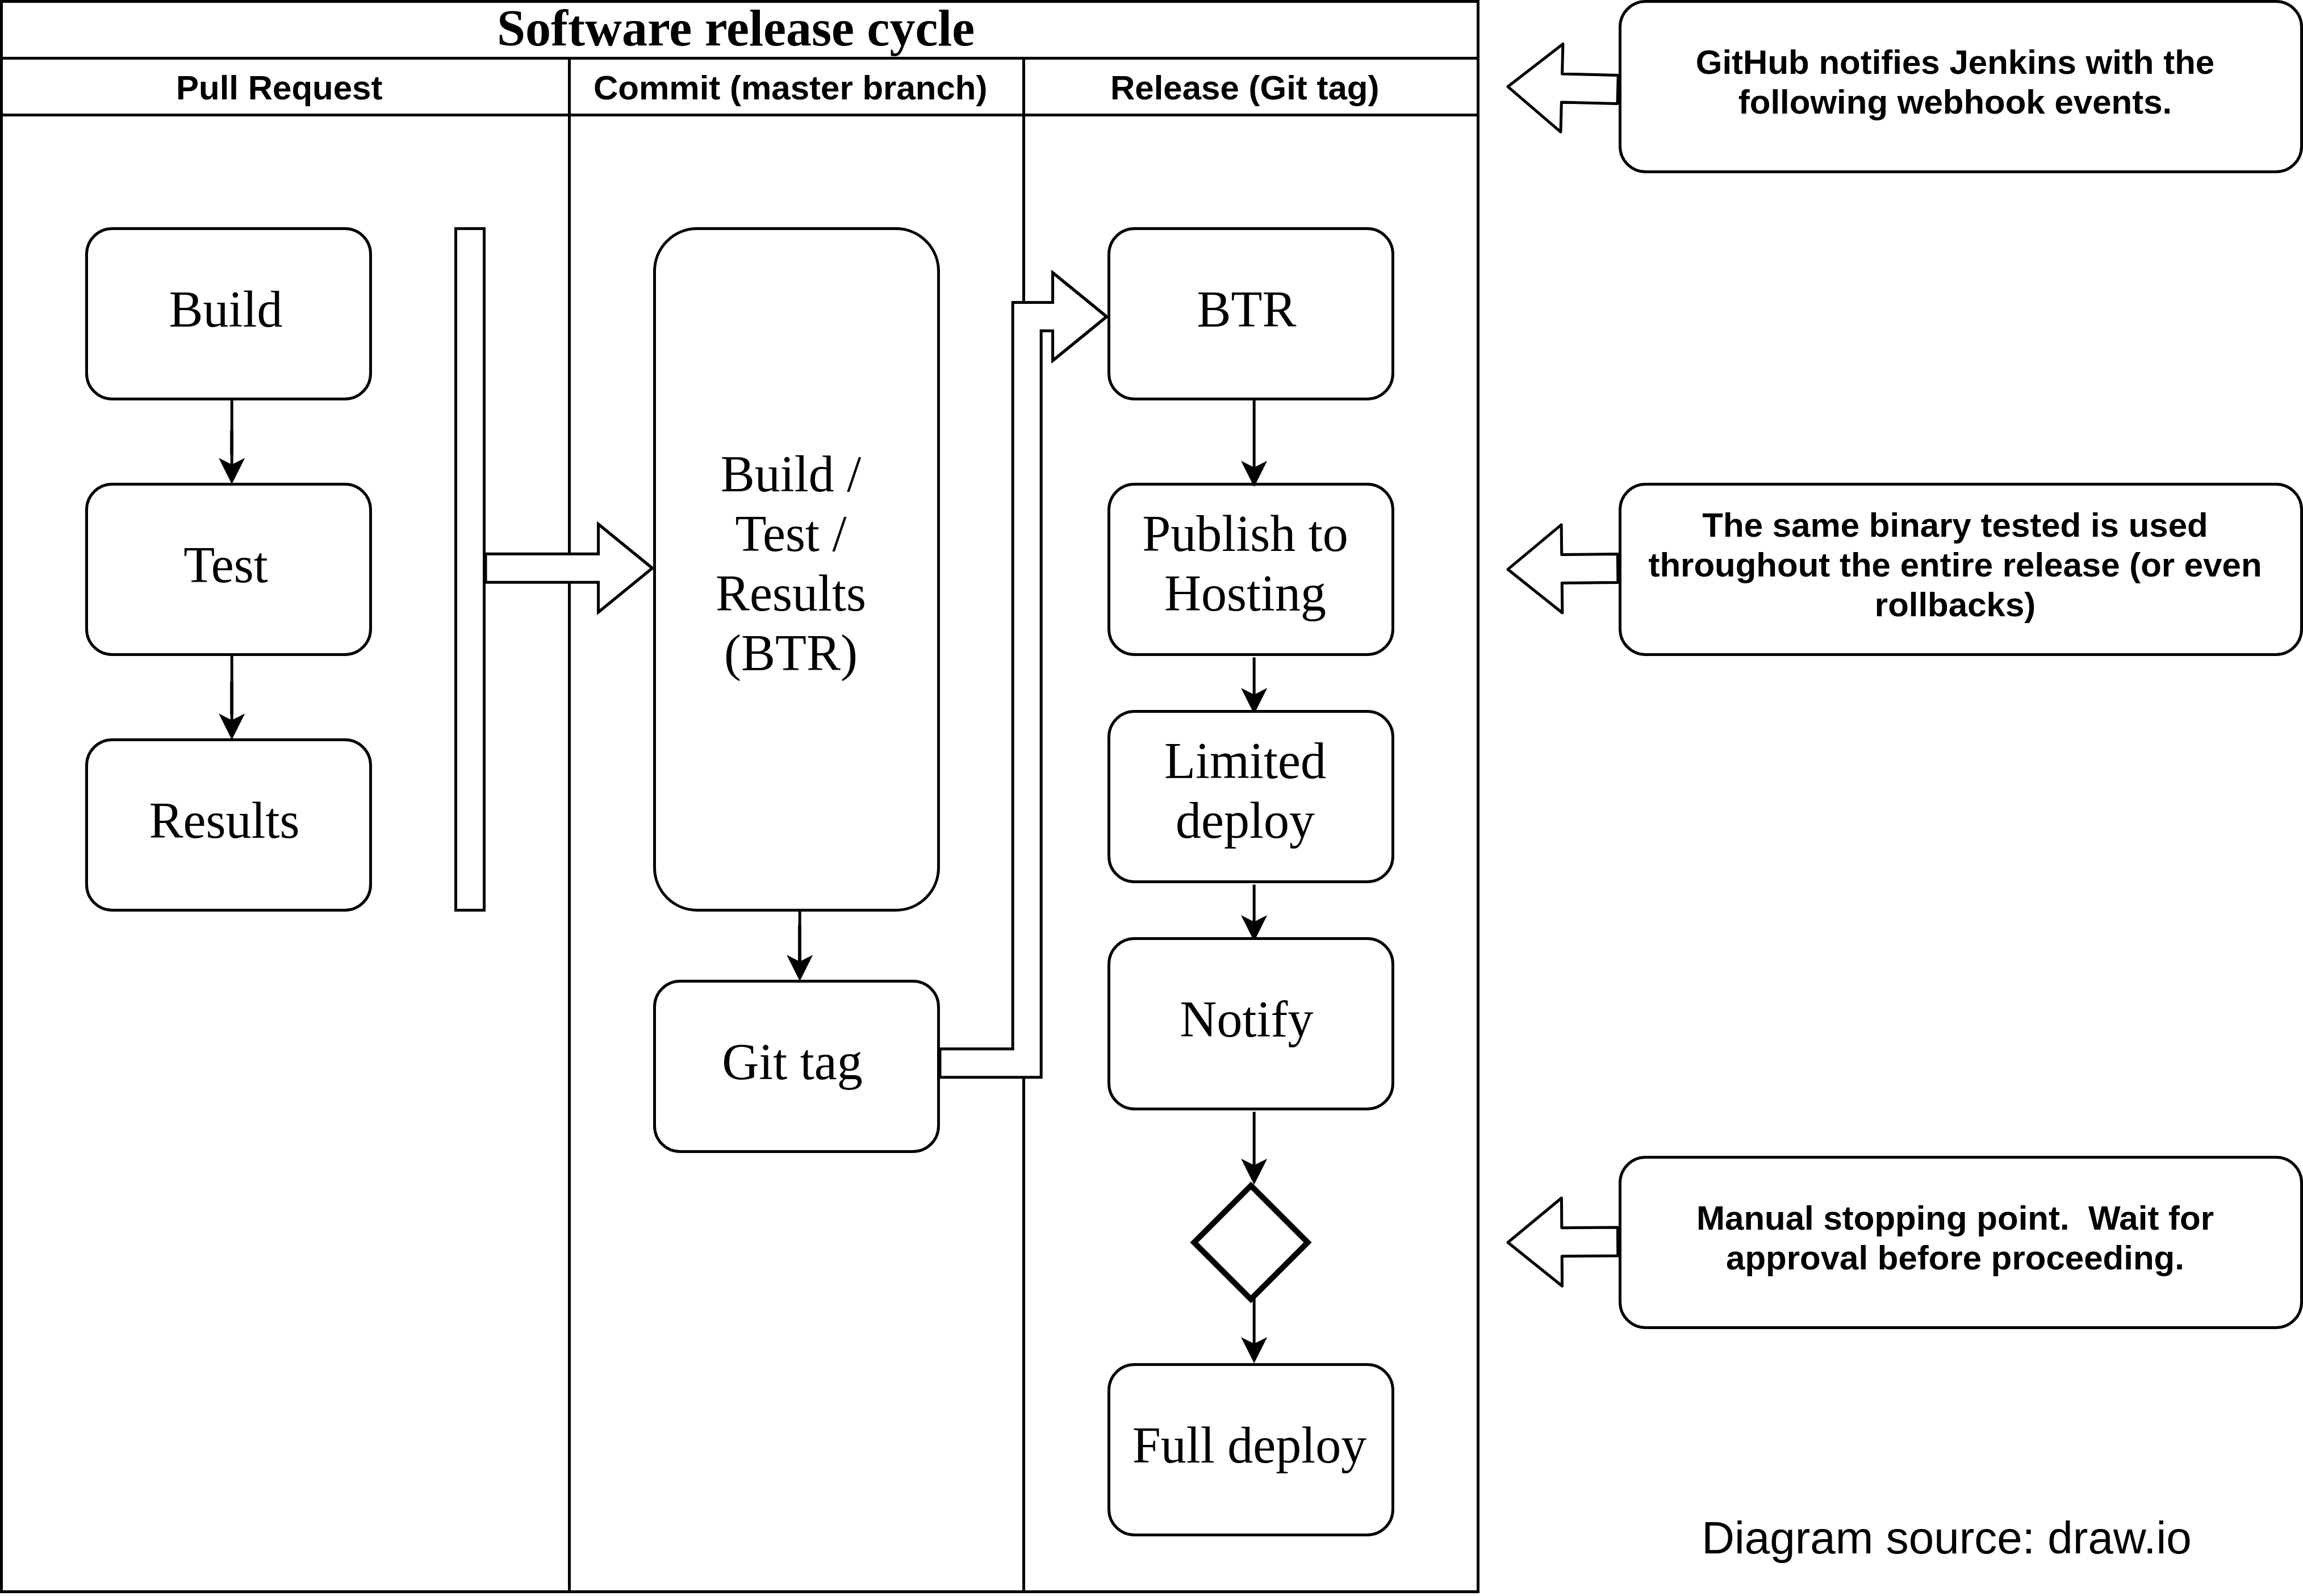 Software release cycle
Pull Request
Commit (master branch)
Release (Git tag)
Build
Test
Results
Build /
Test /
Results
(BTR)
Git tag
BTR
Publish to
Hosting
Limited
deploy
Notify
Full deploy
GitHub notifies Jenkins with the
following webhook events.
The same binary tested is used
throughout the entire release (or even
rollbacks)
Manual stopping point.  Wait for
approval before proceeding.
Diagram source: draw.io